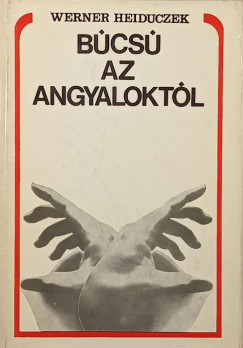 WERNER HEIDUCZEK
BÚCSÚ
AZ
ANGYALOKTÓL